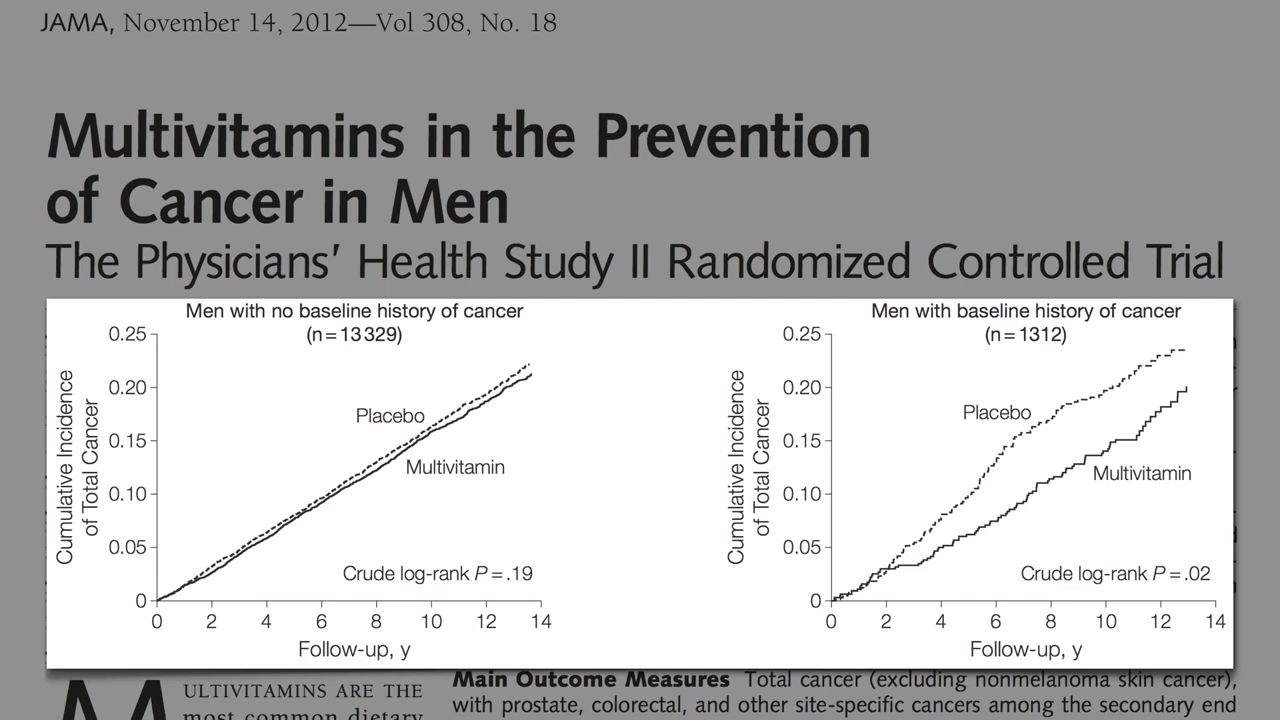 JAMA, November 14, 2012—Vol 308, No. 18
Multivitamins in the Prevention
of Cancer in Men
The Physicians’ Health Study II Randomized Controlled Trial
Men with no baseline history of cancer
(n=13329)
0.25
0.20
0.15
0.10
0.05
0
Cumulative Incidence
of Total Cancer
Placebo
Multivitamin
Crude log-rank P=.19
0 2 4 6 8 10 12 14
Follow-up, y
Men with baseline history of cancer
(n=1312)
0.25
0.20
0.15
0.10
0.05
0
Cumulative Incidence
of Total Cancer
Placebo
Multivitamin
Crude log-rank P=.02
0 2 4 6 8 10 12 14
Follow-up, y
MULTIVITAMINS ARE THE
most common dietary
Main Outcome Measures Total cancer (excluding nonmelanoma skin cancer),
with prostate, colorectal, and other site-specific cancers among the secondary end